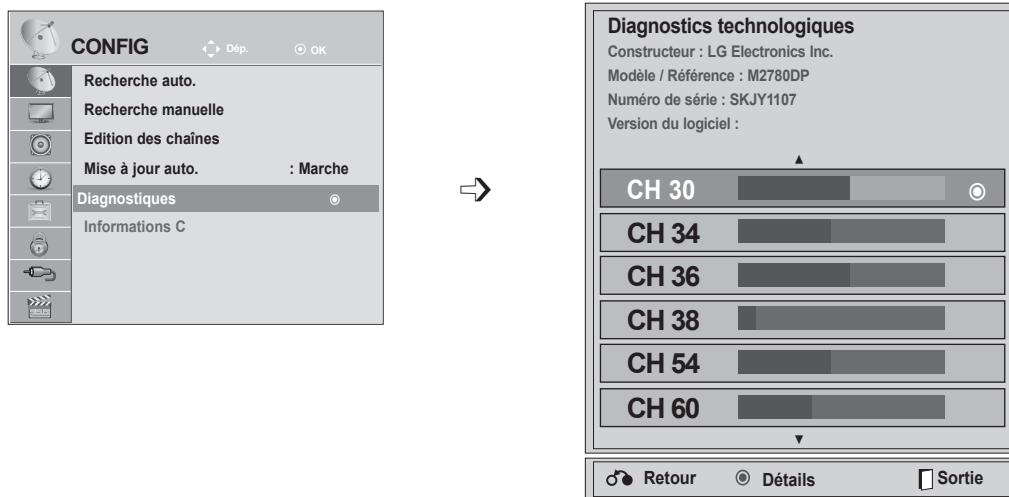 CONFIG Dép. OK
Recherche auto.
Recherche manuelle
Edition des chaînes
Mise à jour auto. : Marche
Diagnostiques
Informations C
Diagnostics technologiques
Constructeur : LG Electronics Inc.
Modèle / Référence : M2780DP
Numéro de série : SKJY1107
Version du logiciel :
CH 30
CH 34
CH 36
CH 38
CH 54
CH 60
Retour Détails Sortie